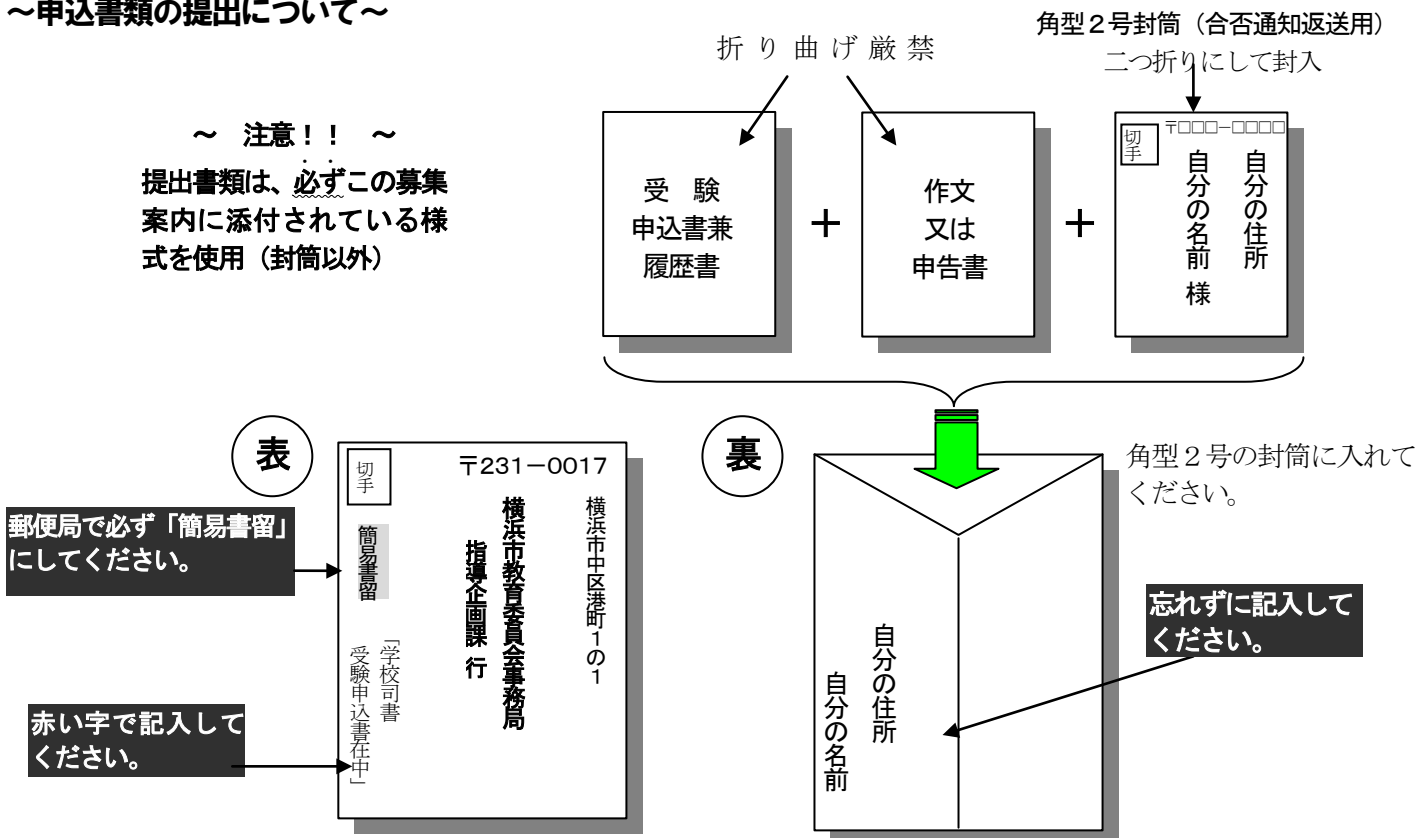 ～申込書類の提出について～
折り曲げ厳禁
角型２号封筒（合否通知返送用）
二つ折りにして封入
～ 注意！！ ～
提出書類は、必ずこの募集
案内に添付されている様
式を使用（封筒以外）
受 験
申込書兼
履歴書
＋
作文
又は
申告書
＋
切手
〒□□□－□□□□
自分の住所
自分の名前 様
表
切手
〒231－0017
横浜市中区港町１の１
横浜市教育委員会事務局
指導企画課 行
簡易書留
「学校司書
受験申込書在中」
郵便局で必ず「簡易書留」
にしてください。
赤い字で記入して
ください。
裏
角型２号の封筒に入れて
ください。
自分の住所
自分の名前
忘れずに記入して
ください。